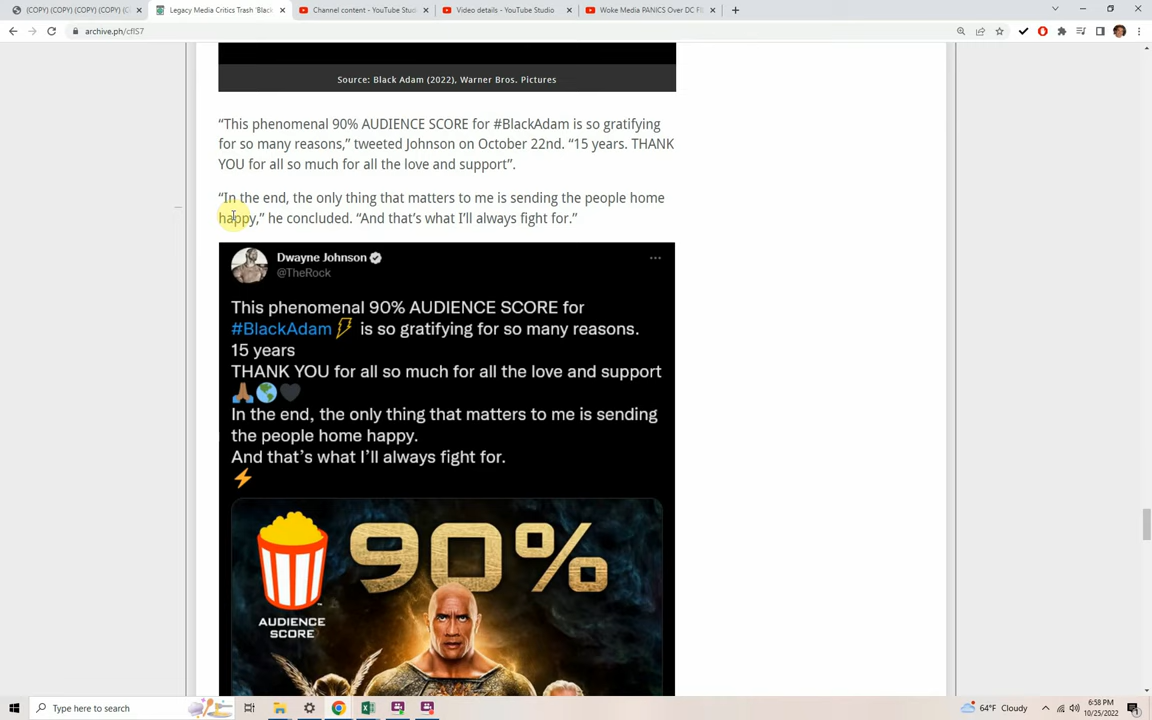 (COPY) (COPY) (COPY) (COPY) (C
Legacy Media Critics Trash 'Black
Channel content - YouTube Studio
Video details - YouTube Studio
Woke Media PANICS Over DC Fil
archive.ph/cflS7
Source: Black Adam (2022), Warner Bros. Pictures
“This phenomenal 90% AUDIENCE SCORE for #BlackAdam is so gratifying
for so many reasons,” tweeted Johnson on October 22nd. “15 years. THANK
YOU for all so much for all the love and support”.
“In the end, the only thing that matters to me is sending the people home
happy,” he concluded. “And that’s what I’ll always fight for.”
Dwayne Johnson
@TheRock
This phenomenal 90% AUDIENCE SCORE for
#BlackAdam is so gratifying for so many reasons.
15 years
THANK YOU for all so much for all the love and support
In the end, the only thing that matters to me is sending
the people home happy.
And that’s what I’ll always fight for.
90%
AUDIENCE
SCORE
Type here to search
64°F Cloudy
6:58 PM
10/25/2022